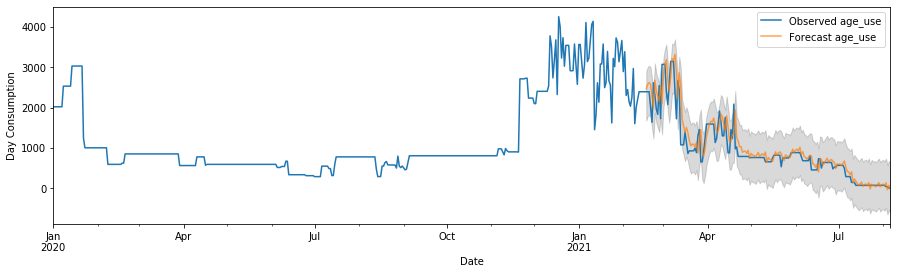 4000
3000
2000
1000
0
Day Consumption
Observed age_use
Forecast age_use
Jan Apr Jul Oct Jan Apr Jul
2020 2021
Date